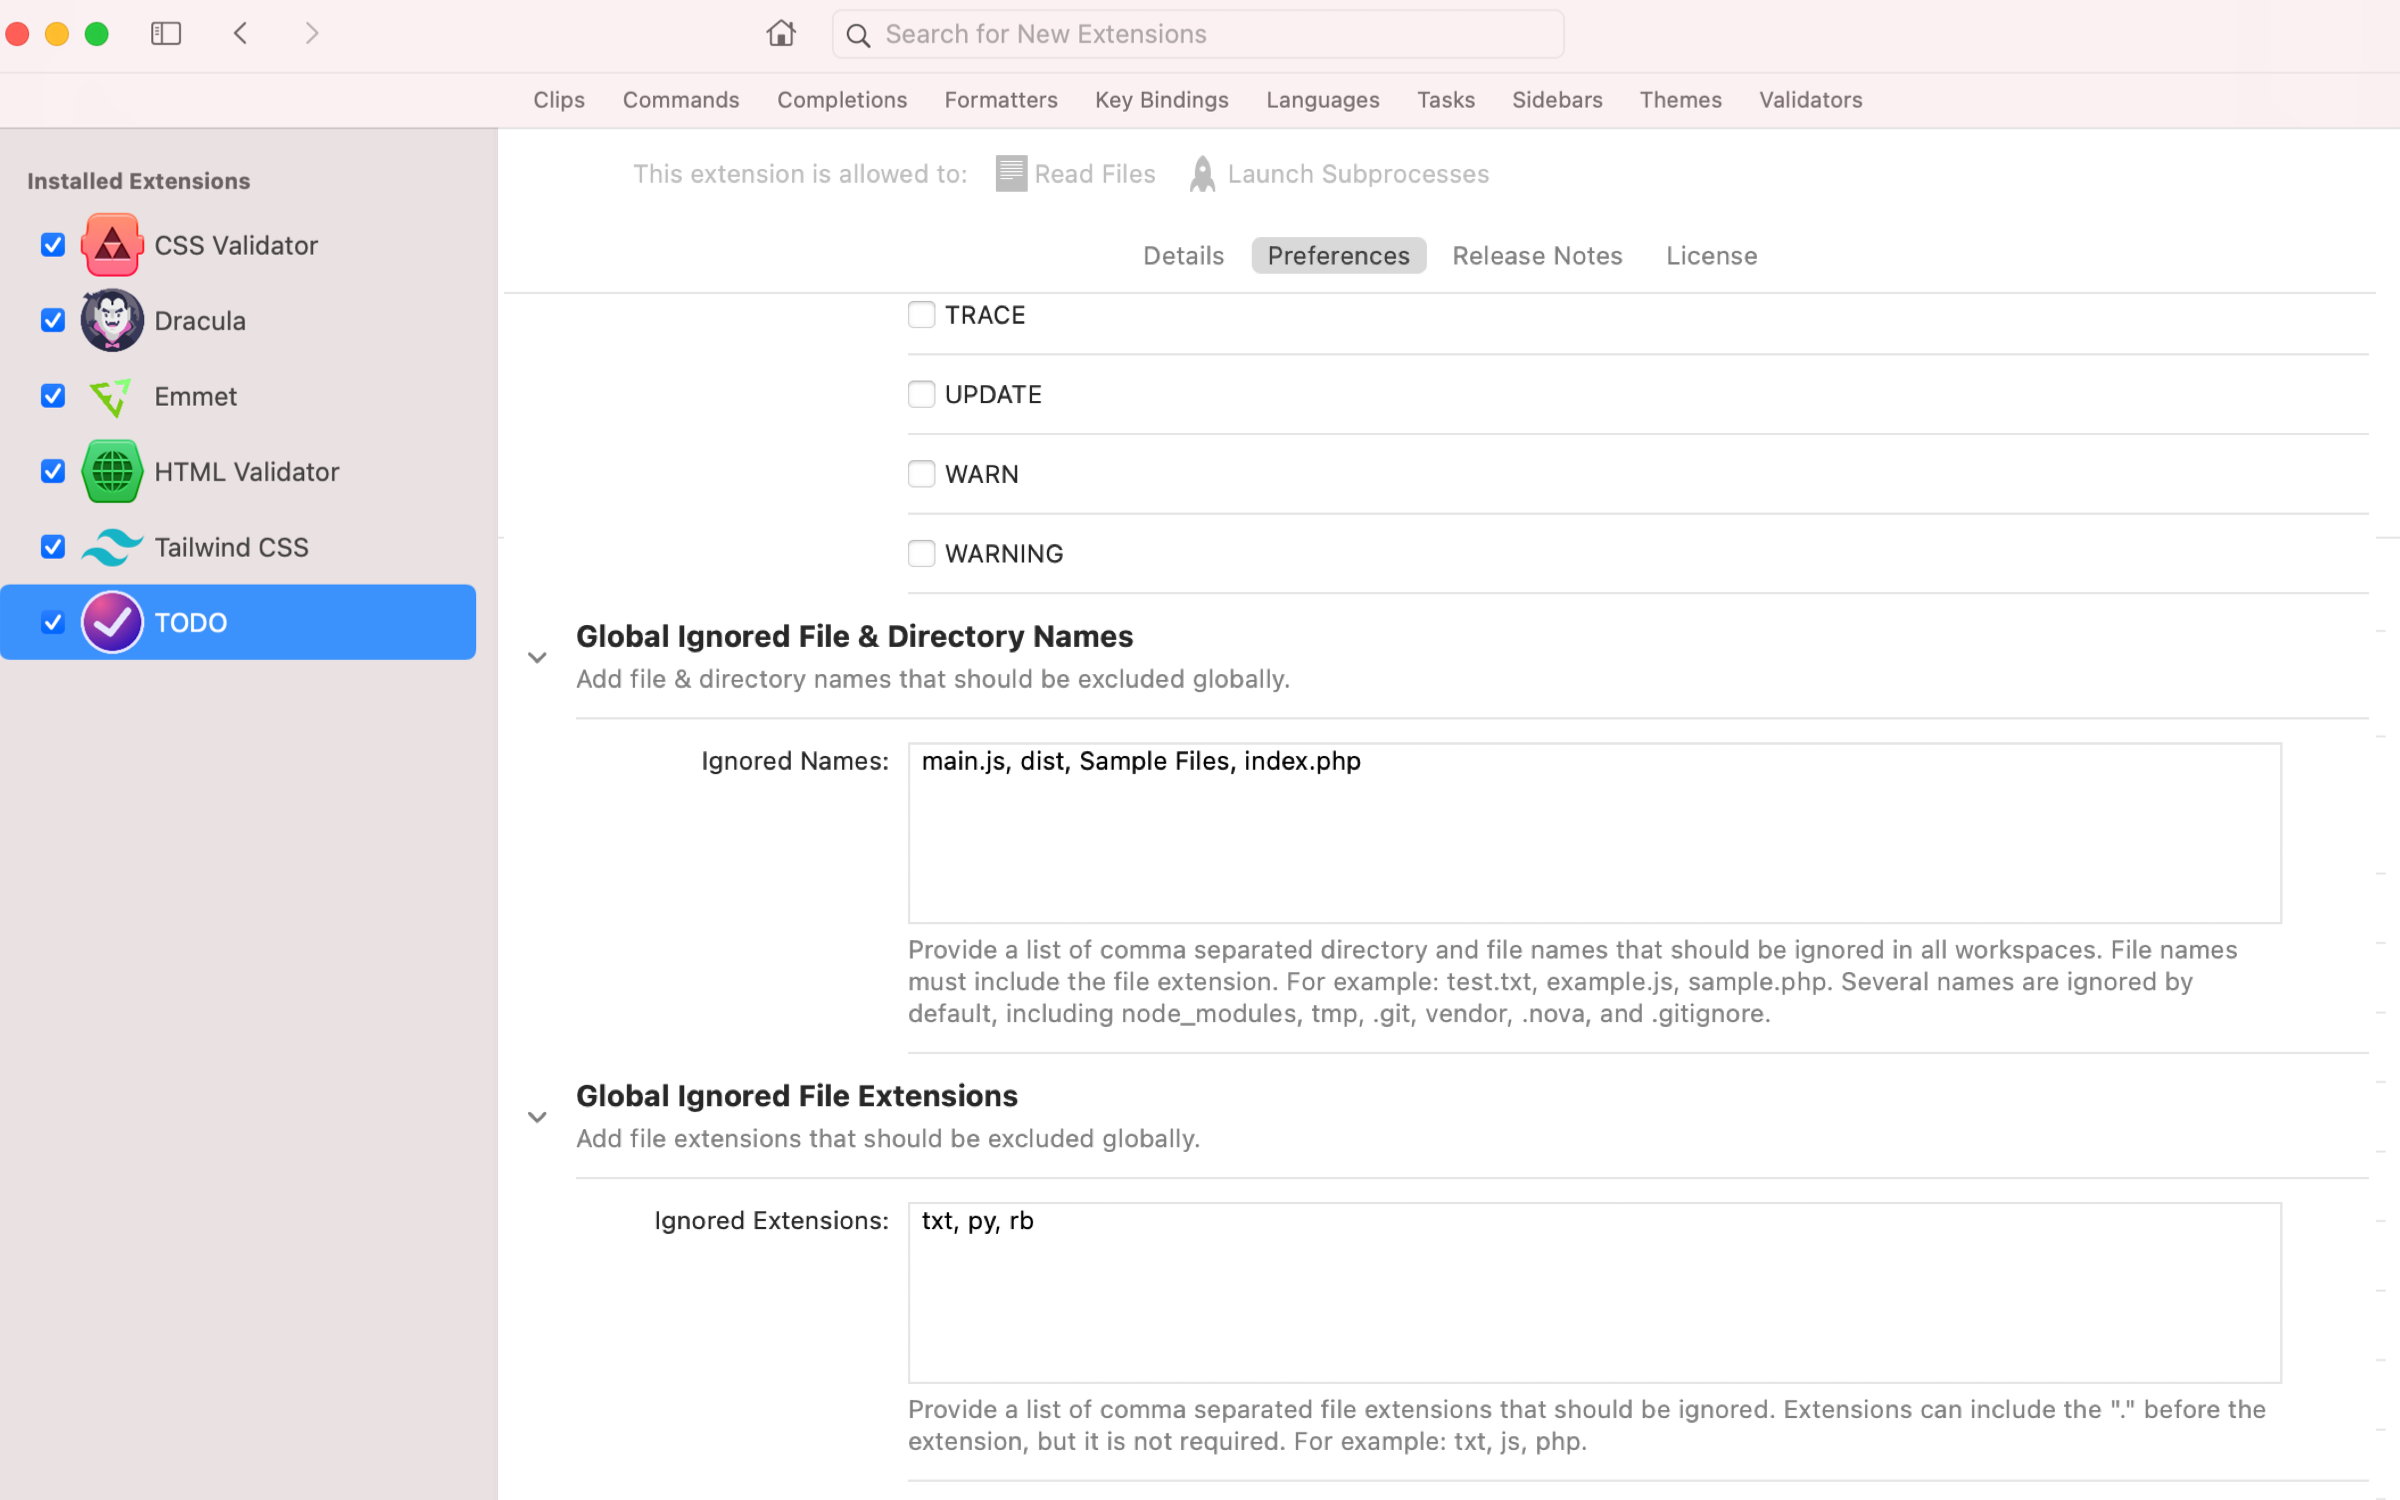 Search for New Extensions
Clips Commands Completions Formatters Key Bindings Languages Tasks Sidebars Themes Validators
Installed Extensions
CSS Validator
Dracula
Emmet
HTML Validator
Tailwind CSS
TODO
This extension is allowed to: Read Files Launch Subprocesses
Details Preferences Release Notes License
TRACE
UPDATE
WARN
WARNING
Global Ignored File & Directory Names
Add file & directory names that should be excluded globally.
Ignored Names: main.js, dist, Sample Files, index.php
Provide a list of comma separated directory and file names that should be ignored in all workspaces. File names
must include the file extension. For example: test.txt, example.js, sample.php. Several names are ignored by
default, including node_modules, tmp, .git, vendor, .nova, and .gitignore.
Global Ignored File Extensions
Add file extensions that should be excluded globally.
Ignored Extensions: txt, py, rb
Provide a list of comma separated file extensions that should be ignored. Extensions can include the "." before the
extension, but it is not required. For example: txt, js, php.